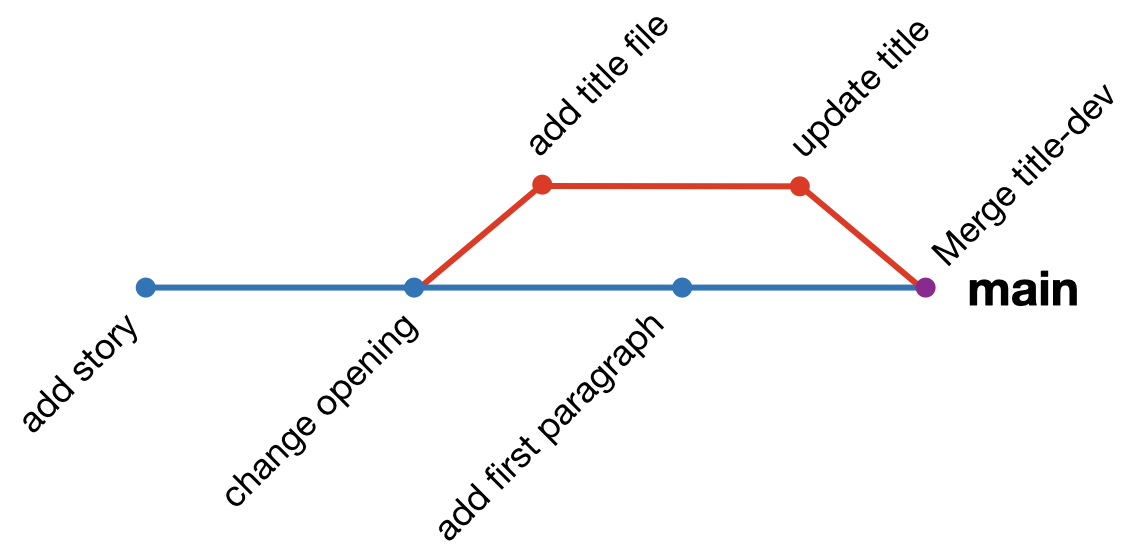 add title file
update title
Merge title-dev
main
add story
change opening
add first paragraph